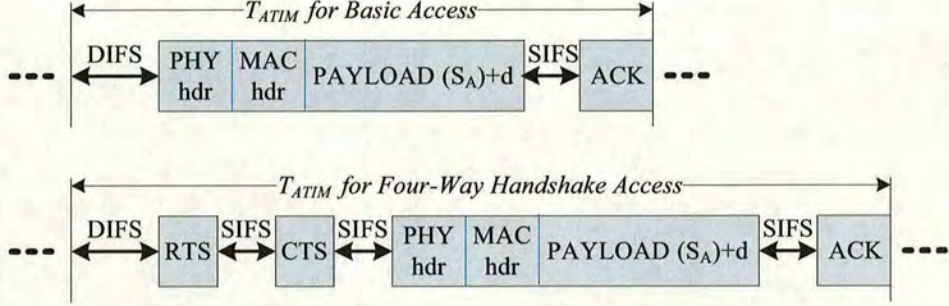 T_ATIM for Basic Access
DIFS
PHY hdr
MAC hdr
PAYLOAD (S_A)+d
SIFS
ACK
T_ATIM for Four-Way Handshake Access
DIFS
RTS
SIFS
CTS
SIFS
PHY hdr
MAC hdr
PAYLOAD (S_A)+d
SIFS
ACK